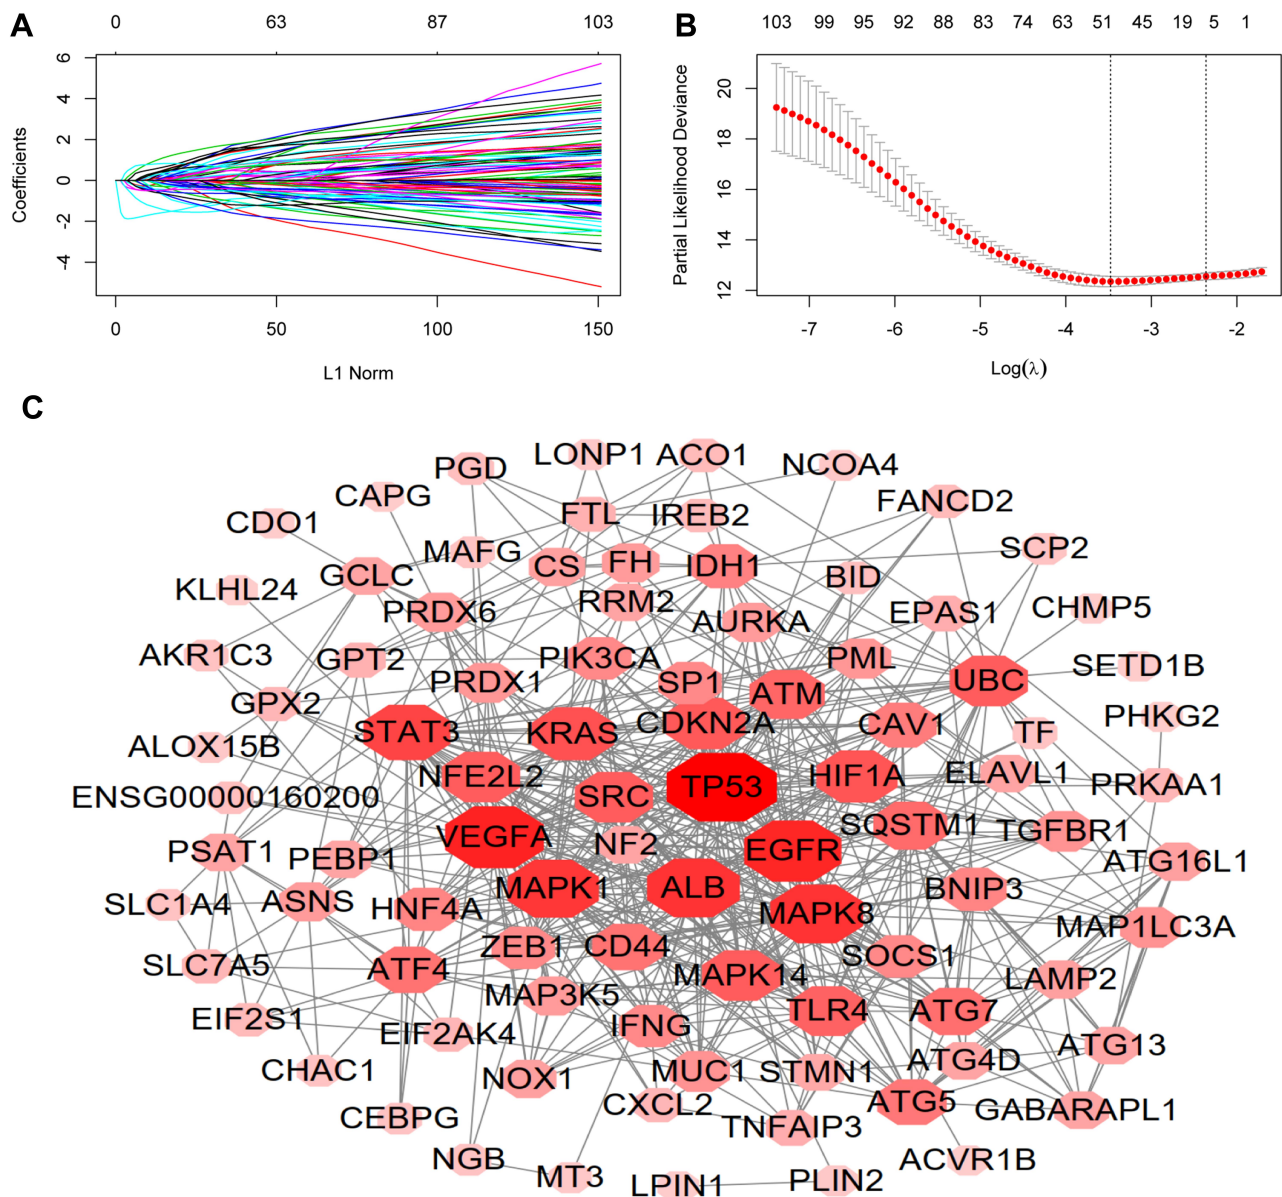 A
0 63 87 103
6
4
2
0
-2
-4
Coefficients
0 50 100 150
L1 Norm
B
103 99 95 92 88 83 74 63 51 45 19 5 1
20
18
16
14
12
Partial Likelihood Deviance
-7 -6 -5 -4 -3 -2
Log(λ)
C
LONP1 ACO1
PGD NCOA4
CAPG FANCD2
CDO1 FTL IREB2
MAFG SCP2
GCLC CS FH IDH1 BID
KLHL24 PRDX6 RRM2 AURKA EPAS1 CHMP5
AKR1C3 GPT2 PIK3CA PML SETD1B
GPX2 PRDX1 SP1 ATM UBC
STAT3 KRAS CDKN2A CAV1 TF PHKG2
ALOX15B
NFE2L2 SRC TP53 HIF1A ELAVL1 PRKAA1
ENSG00000160200
VEGFA NF2 EGFR SQSTM1 TGFBR1
PSAT1 PEBP1 ATG16L1
SLC1A4 ASNS HNF4A MAPK1 ALB MAPK8 BNIP3
MAP1LC3A
ZEB1 CD44 SOCS1
SLC7A5 ATF4 MAPK14 LAMP2
MAP3K5
EIF2S1 EIF2AK4 IFNG TLR4 ATG7
ATG13
CHAC1 NOX1 MUC1 STMN1 ATG4D
CEBPG CXCL2 TNFAIP3 ATG5 GABARAPL1
NGB ACVR1B
MT3 LPIN1 PLIN2